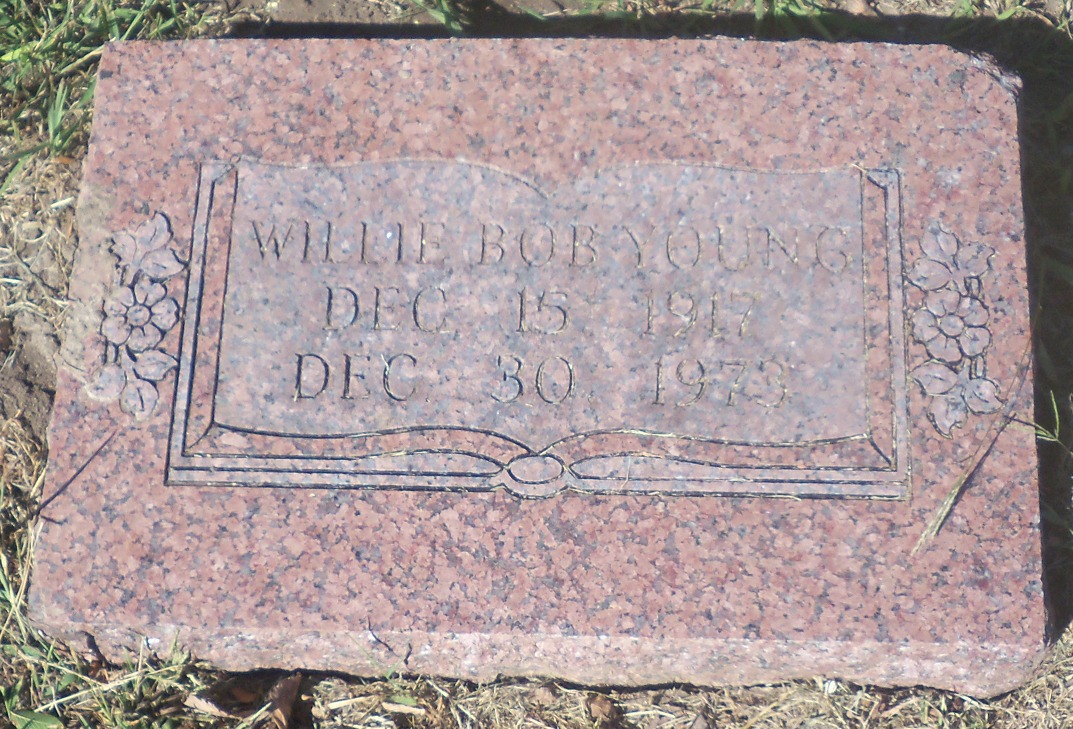 WILLIE BOB YOUNG
DEC. 15 1917
DEC. 30. 1973